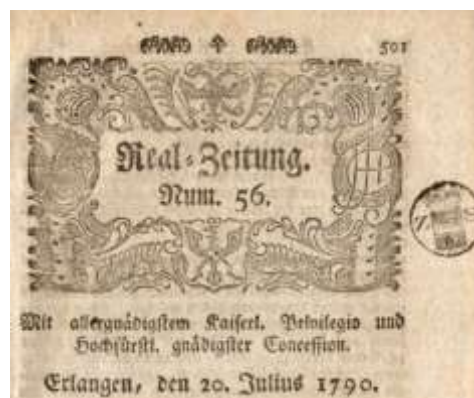 501
Real-Zeitung.
Num. 56.
Mit allergnädigstem Kaiserl. Privilegio und
Hochfürstl. gnädigster Concession.
Erlangen, den 20. Julius 1790.